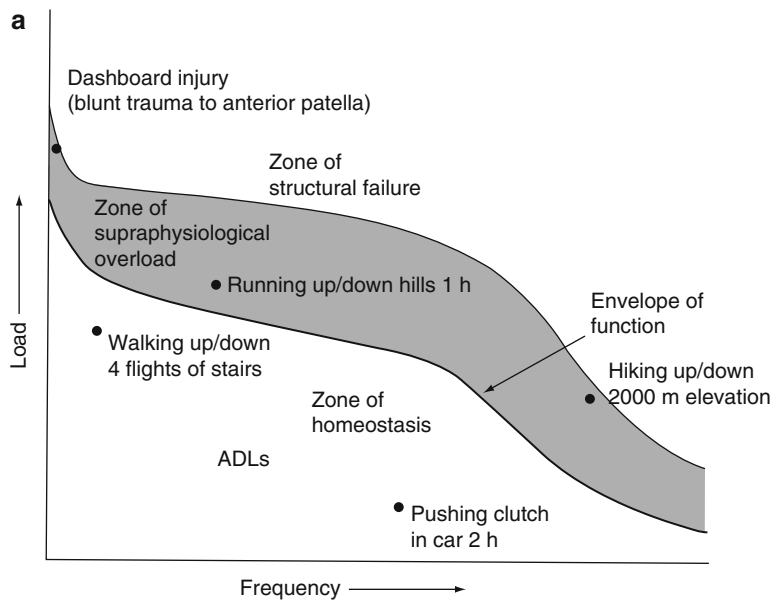 a
Dashboard injury
(blunt trauma to anterior patella)
Zone of
structural failure
Zone of
supraphysiological
overload
Running up/down hills 1 h
Envelope of
function
Walking up/down
4 flights of stairs
Hiking up/down
2000 m elevation
Zone of
homeostasis
ADLs
Pushing clutch
in car 2 h
Load
Frequency